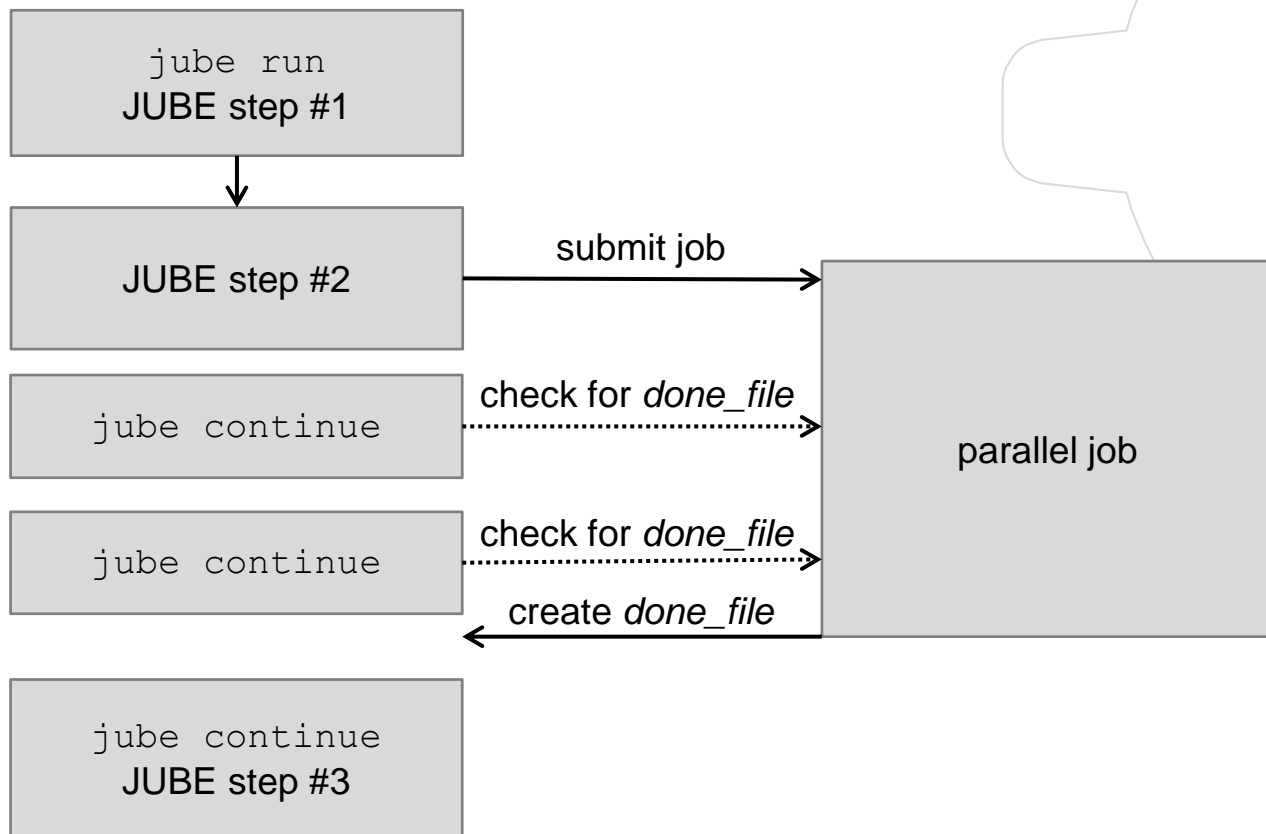 jube run
JUBE step #1
submit job
JUBE step #2
check for done_file
jube continue
parallel job
check for done_file
jube continue
create done_file
jube continue
JUBE step #3